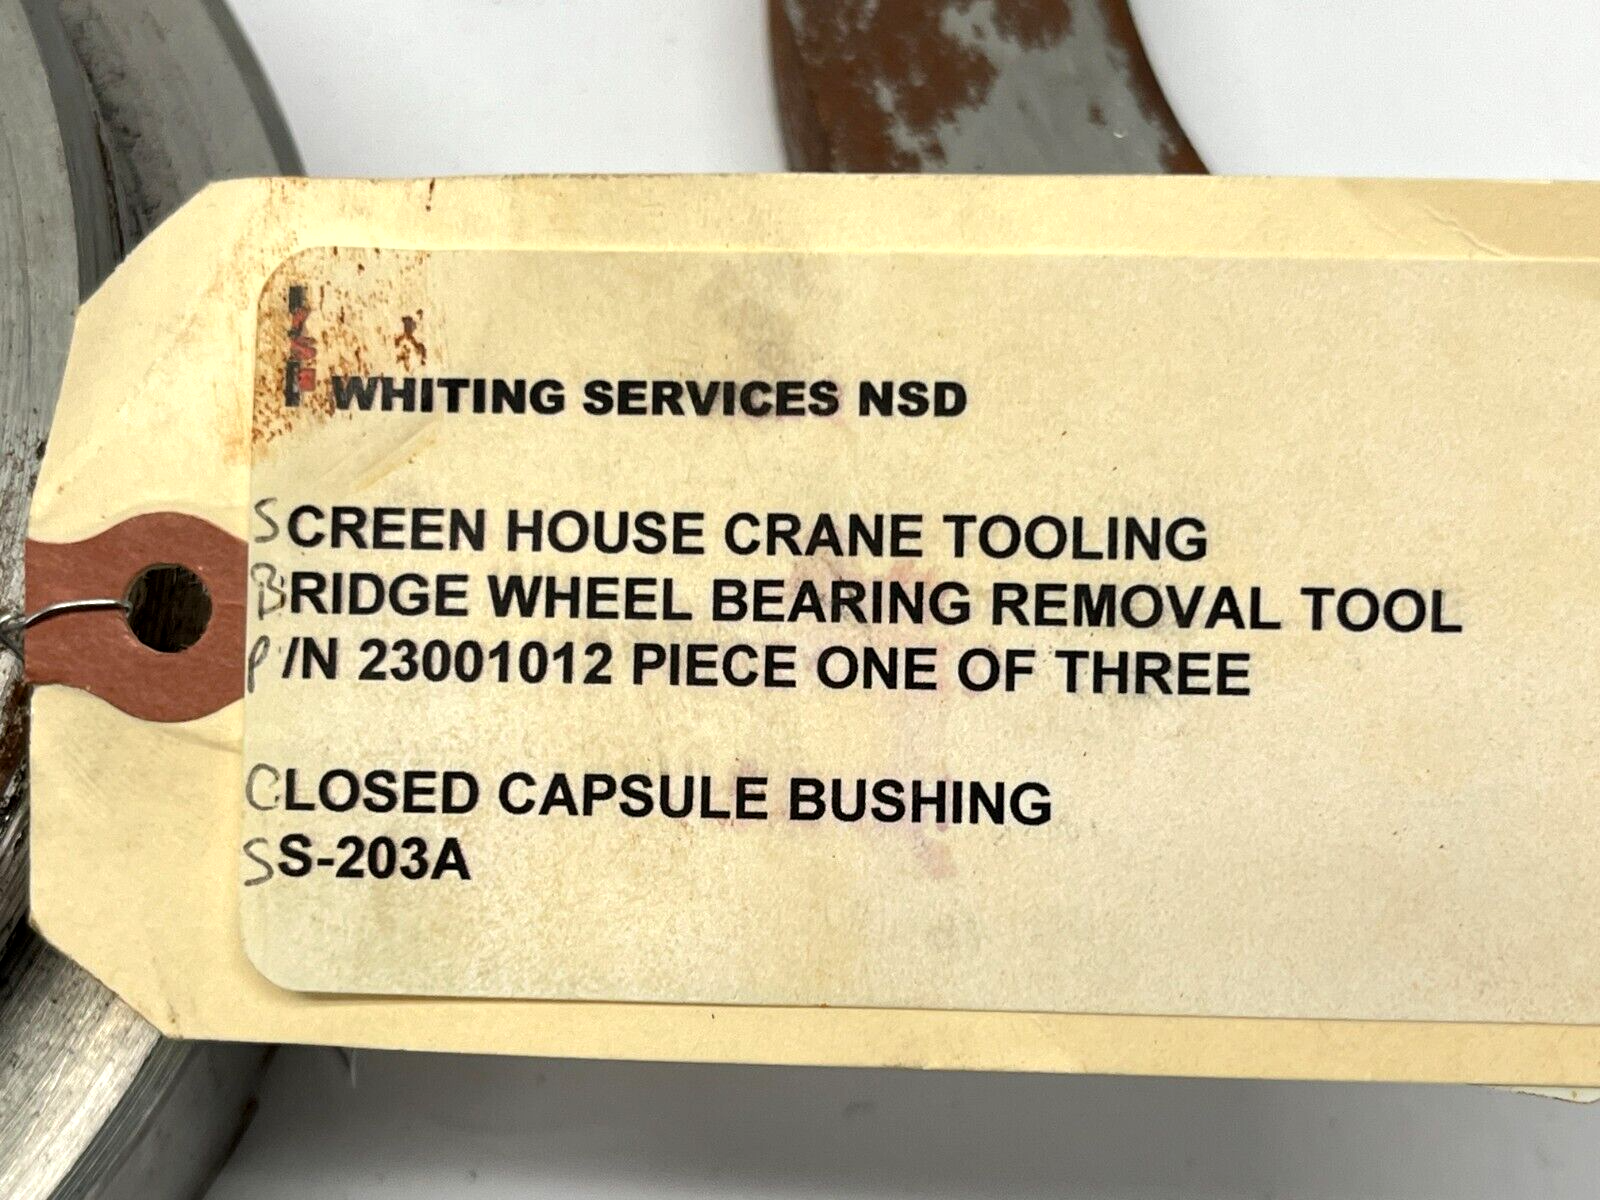 WHITING SERVICES NSD
SCREEN HOUSE CRANE TOOLING
BRIDGE WHEEL BEARING REMOVAL TOOL
P/N 23001012 PIECE ONE OF THREE
CLOSED CAPSULE BUSHING
SS-203A